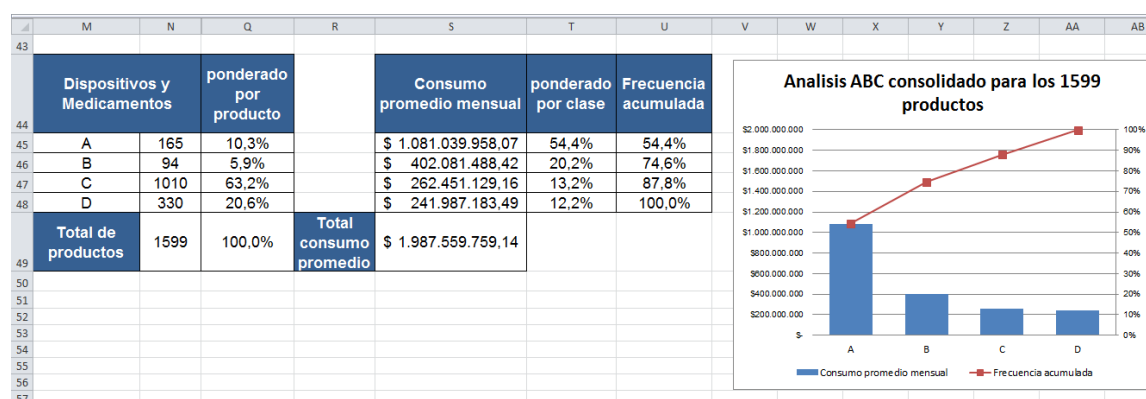 M N Q R S T U V W X Y Z AA AB
43
44 Dispositivos y Medicamentos ponderado por producto Consumo promedio mensual ponderado por clase Frecuencia acumulada
45 A 165 10,3% $ 1.081.039.958,07 54,4% 54,4%
46 B 94 5,9% $ 402.081.488,42 20,2% 74,6%
47 C 1010 63,2% $ 262.451.129,16 13,2% 87,8%
48 D 330 20,6% $ 241.987.183,49 12,2% 100,0%
49 Total de productos 1599 100,0% Total consumo promedio $ 1.987.559.759,14
50
51
52
53
54
55
56
57
Analisis ABC consolidado para los 1599
productos
$2.000.000.000 100%
$1.800.000.000 90%
$1.600.000.000 80%
$1.400.000.000 70%
$1.200.000.000 60%
$1.000.000.000 50%
$800.000.000 40%
$600.000.000 30%
$400.000.000 20%
$200.000.000 10%
$- 0%
A B C D
Consumo promedio mensual Frecuencia acumulada